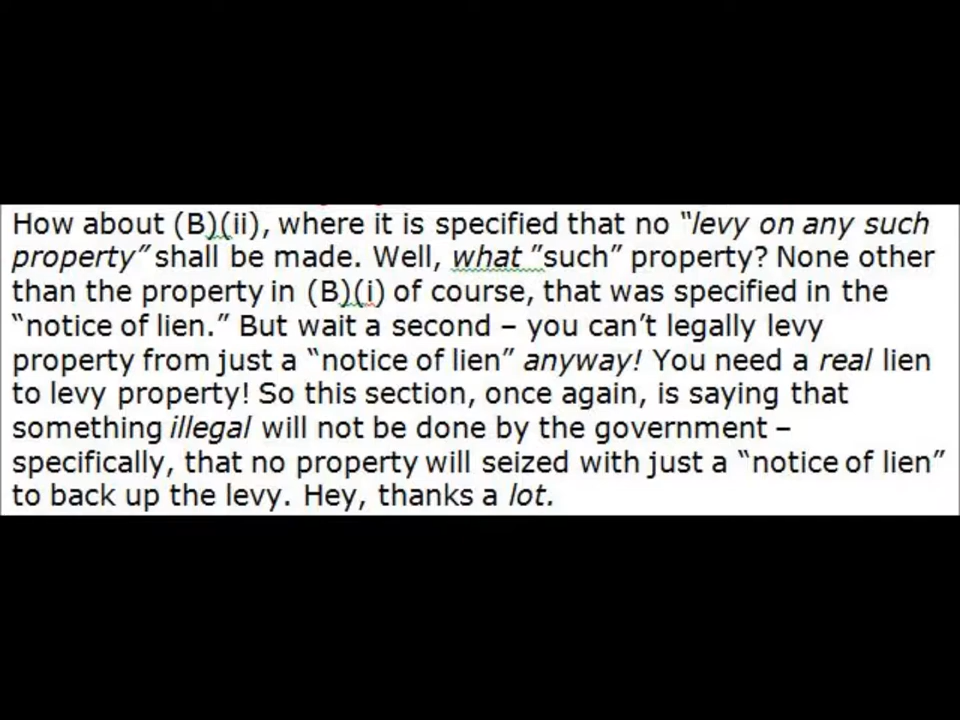 How about (B)(ii), where it is specified that no “levy on any such
property” shall be made. Well, what ”such” property? None other
than the property in (B)(i) of course, that was specified in the
“notice of lien.” But wait a second – you can’t legally levy
property from just a “notice of lien” anyway! You need a real lien
to levy property! So this section, once again, is saying that
something illegal will not be done by the government –
specifically, that no property will seized with just a “notice of lien”
to back up the levy. Hey, thanks a lot.